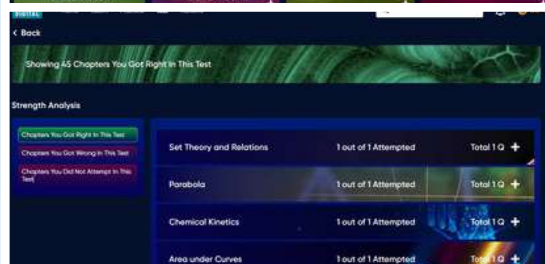 DIGITAL
< Back
Showing 45 Chapters You Got Right In This Test
Strength Analysis
Chapters You Got Right In This Test
Chapters You Got Wrong In This Test
Chapters You Did Not Attempt In This
Test
Set Theory and Relations 1 out of 1 Attempted Total 1 Q +
Parabola 1 out of 1 Attempted Total 1 Q +
Chemical Kinetics 1 out of 1 Attempted Total 1 Q +
Area under Curves 1 out of 1 Attempted Total 1 Q +